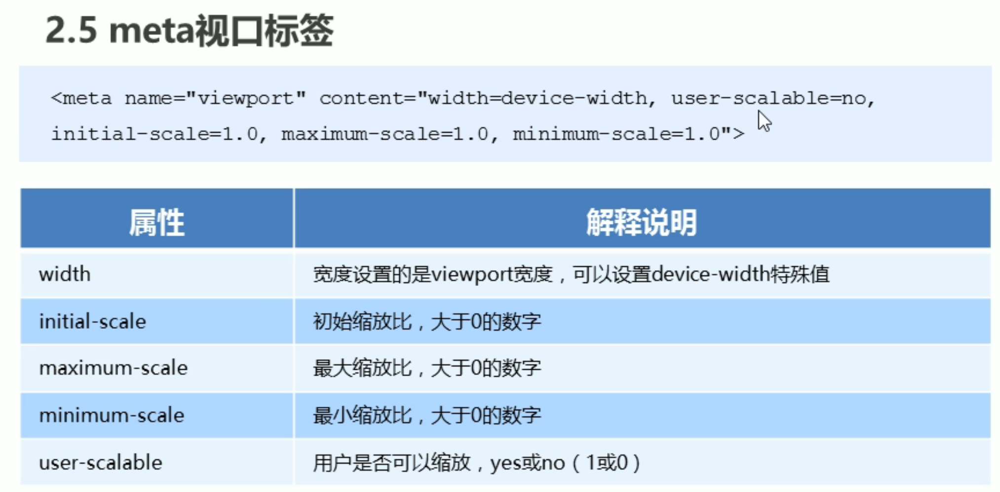 2.5 meta视口标签
<meta name="viewport" content="width=device-width, user-scalable=no,
initial-scale=1.0, maximum-scale=1.0, minimum-scale=1.0">
属性 解释说明
width 宽度设置的是viewport宽度，可以设置device-width特殊值
initial-scale 初始缩放比，大于0的数字
maximum-scale 最大缩放比，大于0的数字
minimum-scale 最小缩放比，大于0的数字
user-scalable 用户是否可以缩放，yes或no（1或0）